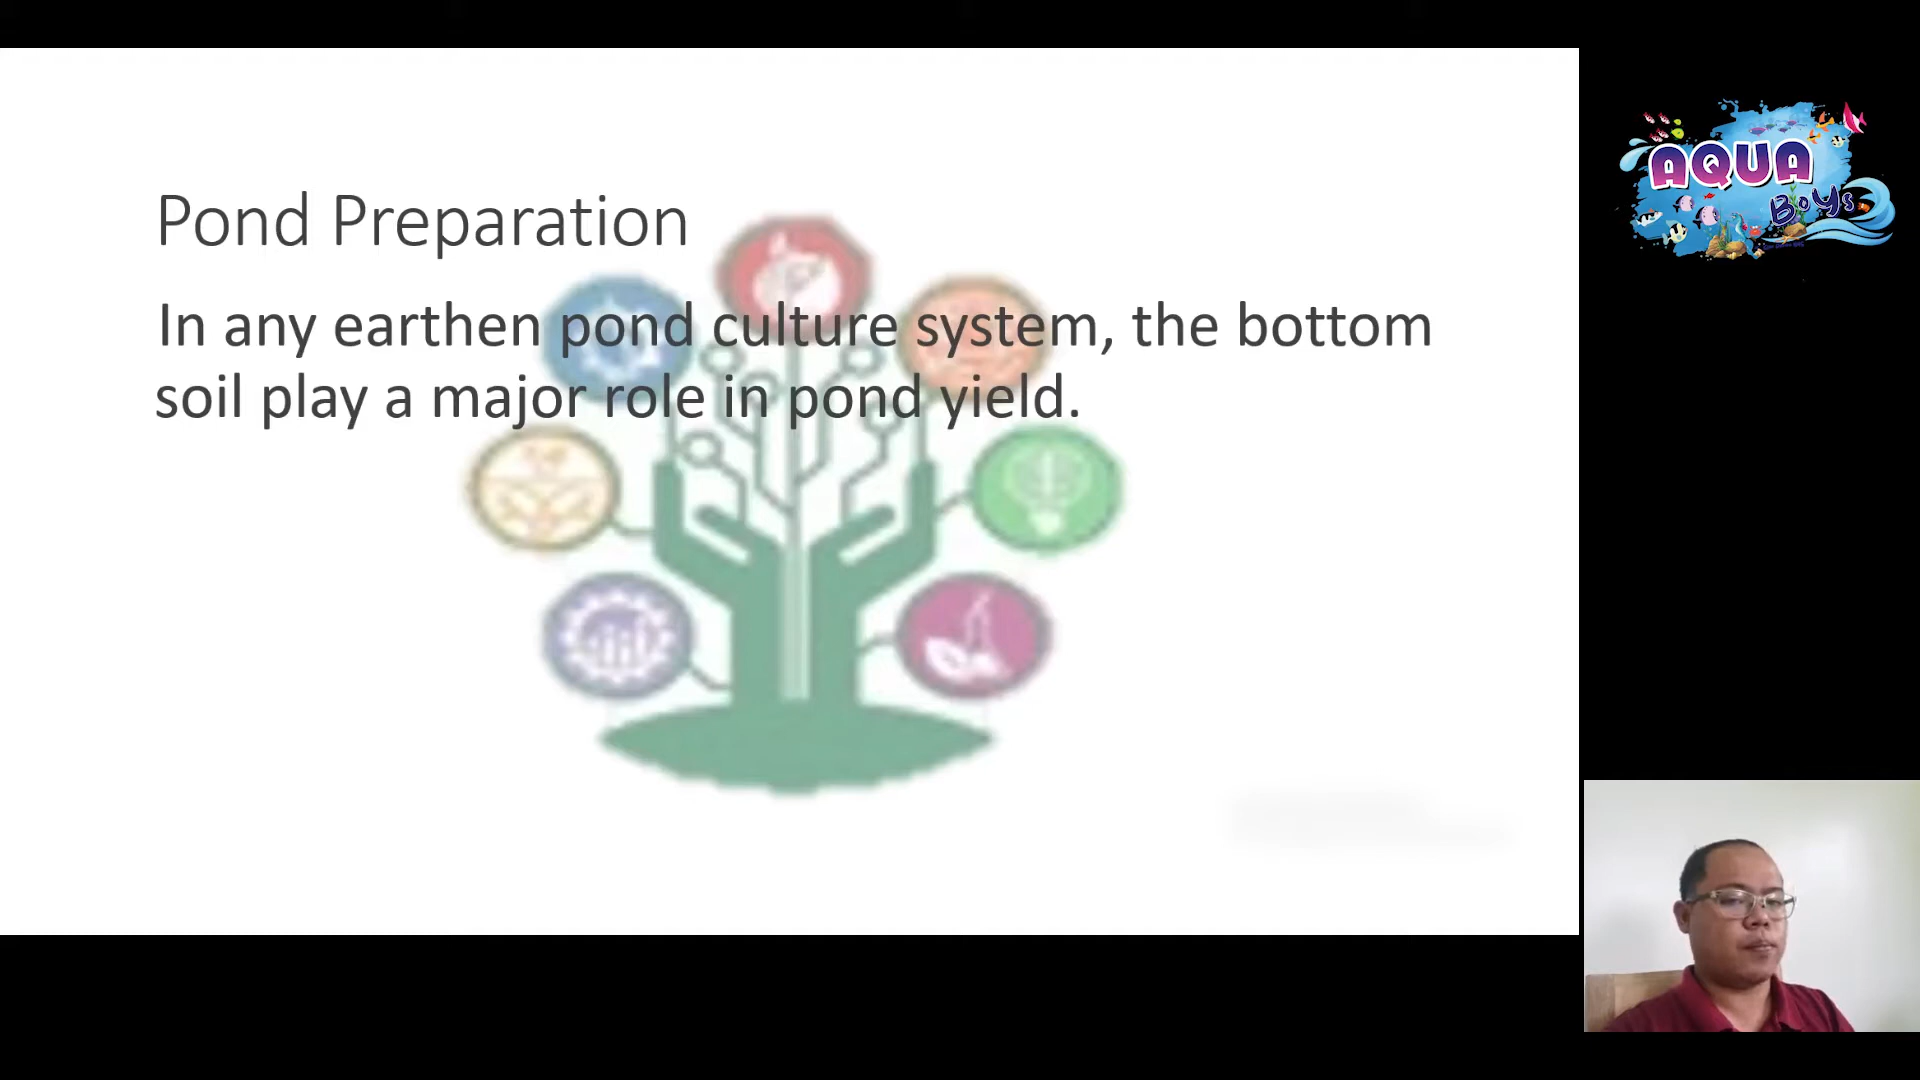 Pond Preparation
In any earthen pond culture system, the bottom
soil play a major role in pond yield.
AQUA
Boys